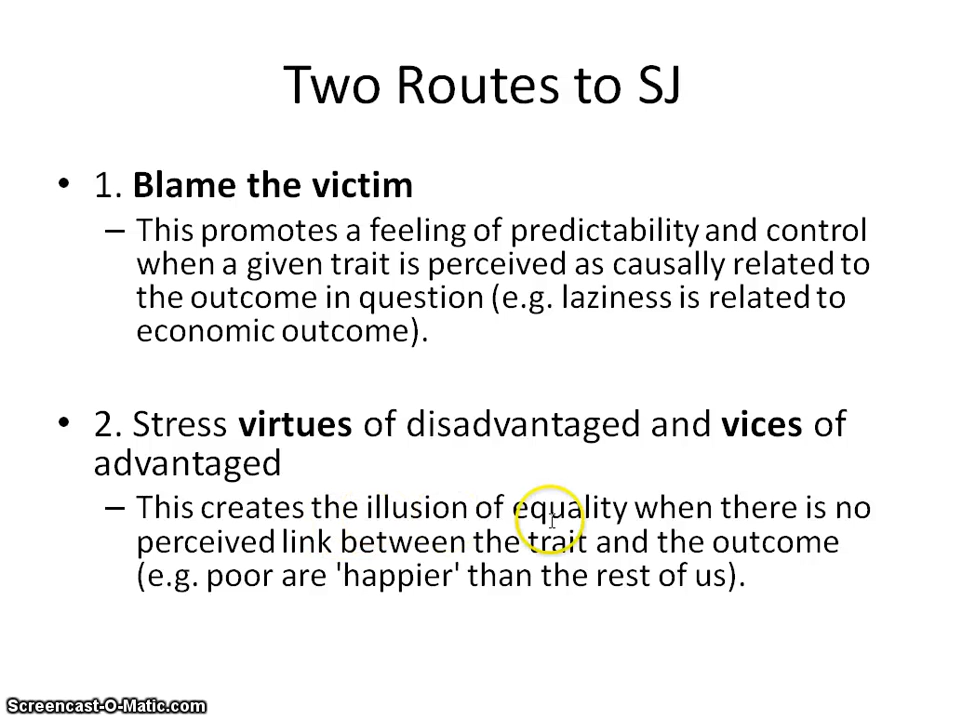 Two Routes to SJ
• 1. Blame the victim
– This promotes a feeling of predictability and control
when a given trait is perceived as causally related to
the outcome in question (e.g. laziness is related to
economic outcome).
• 2. Stress virtues of disadvantaged and vices of
advantaged
– This creates the illusion of equality when there is no
perceived link between the trait and the outcome
(e.g. poor are 'happier' than the rest of us).
Screencast-O-Matic.com